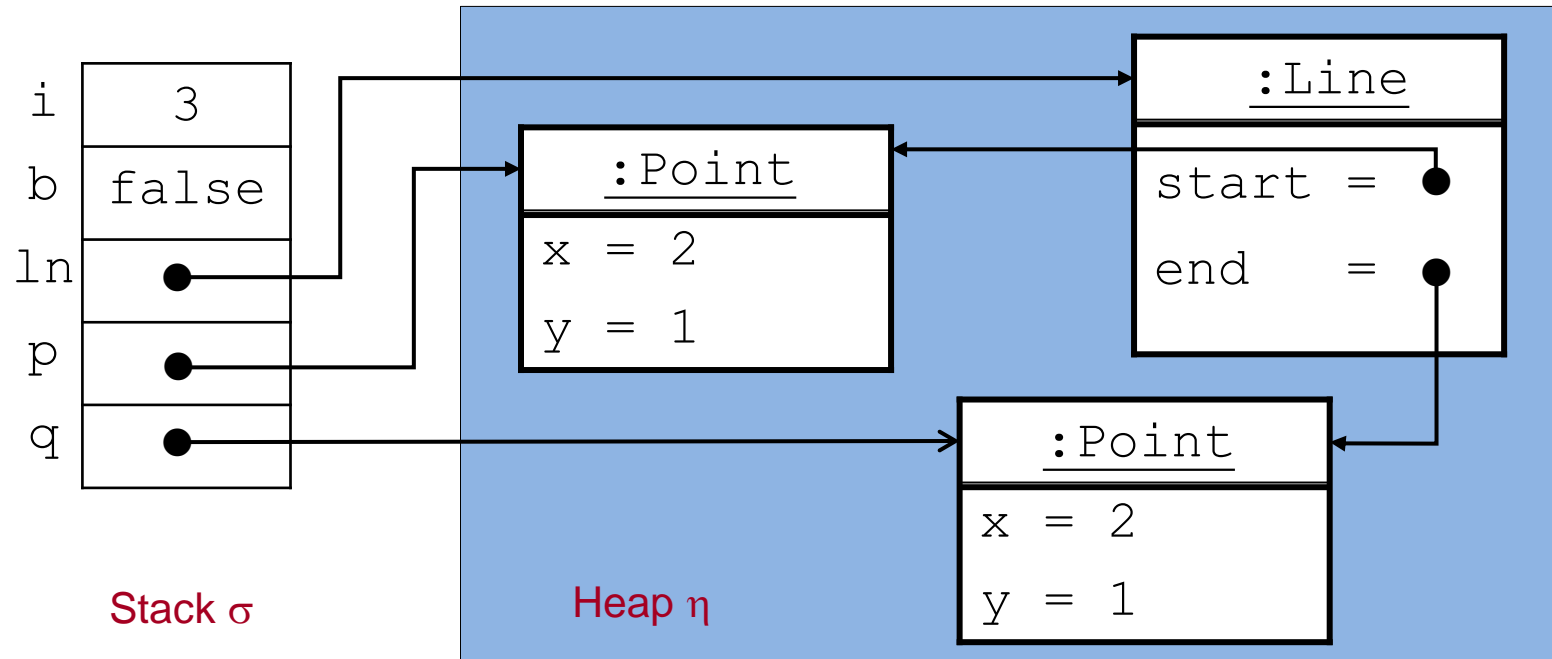 i 3
b false
ln
p
q
Stack σ
:Point
x = 2
y = 1
:Line
start =
end =
:Point
x = 2
y = 1
Heap η